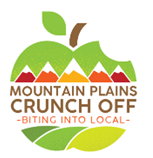 MOUNTAIN PLAINS
CRUNCH OFF
-BITING INTO LOCAL-